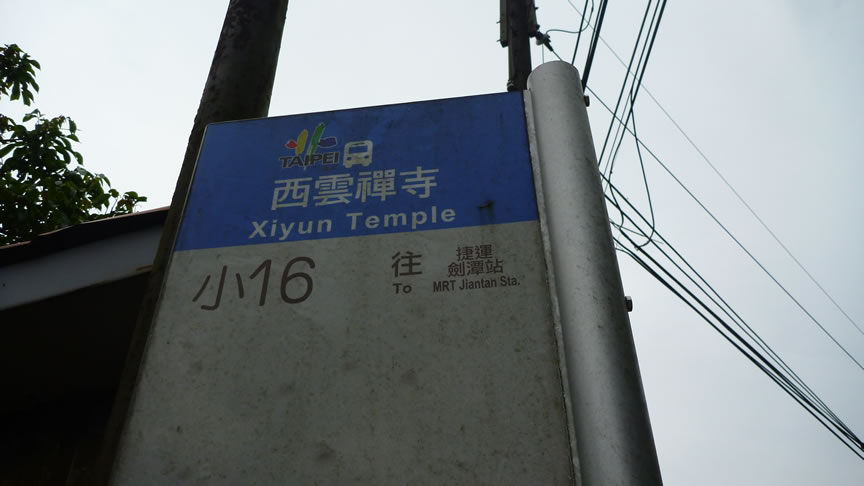 TAIPEI
西雲禪寺
Xiyun Temple
小16
往
To
捷運
劍潭站
MRT Jiantan Sta.